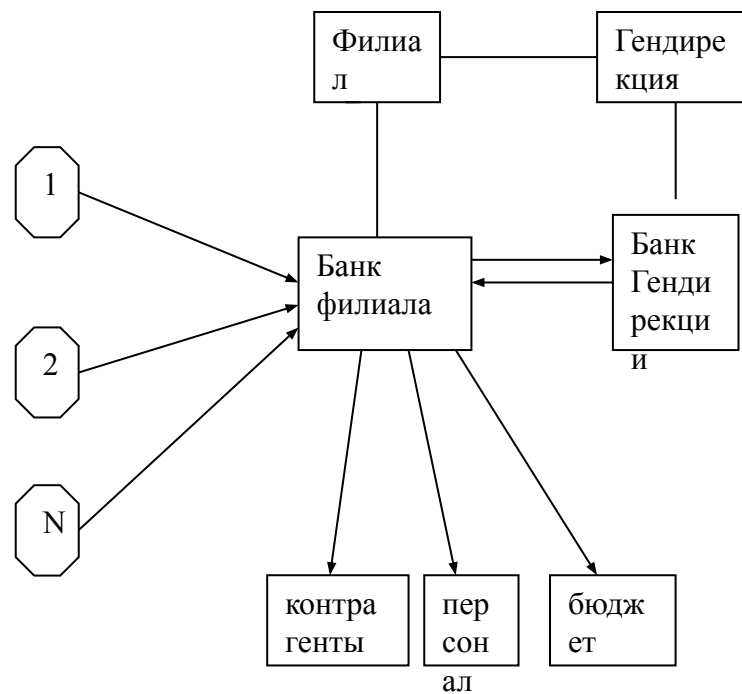 Филиа
л
Гендире
кция
1
Банк
филиала
Банк
Генди
рекци
и
2
N
контра
генты
пер
сон
ал
бюдж
ет